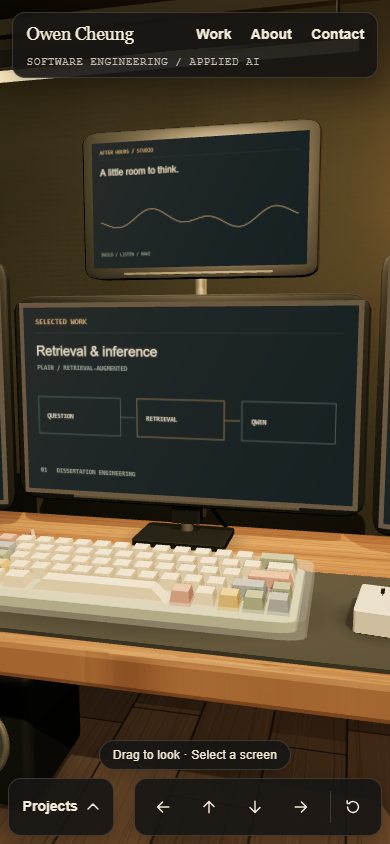 Owen Cheung
Work About Contact
SOFTWARE ENGINEERING / APPLIED AI
AFTER HOURS / STUDIO
A little room to think.
BUILD / LISTEN / MAKE
SELECTED WORK
Retrieval & inference
PLAIN / RETRIEVAL-AUGMENTED
QUESTION
RETRIEVAL
QWEN
01 DISSERTATION ENGINEERING
Drag to look · Select a screen
Projects